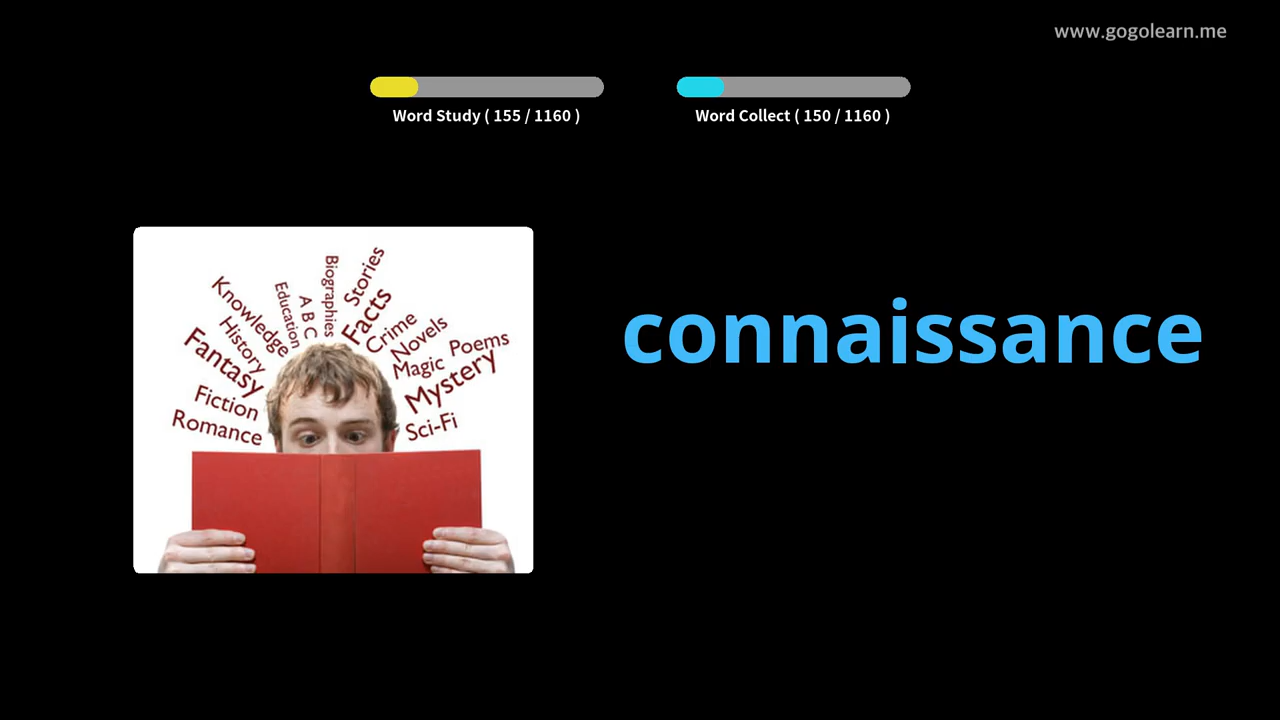 www.gogolearn.me
Word Study ( 155 / 1160 )
Word Collect ( 150 / 1160 )
connaissance
Knowledge
Education
A B C
Biographies
Stories
Facts
Crime
Novels
Poems
Magic
Mystery
Sci-Fi
History
Fantasy
Fiction
Romance